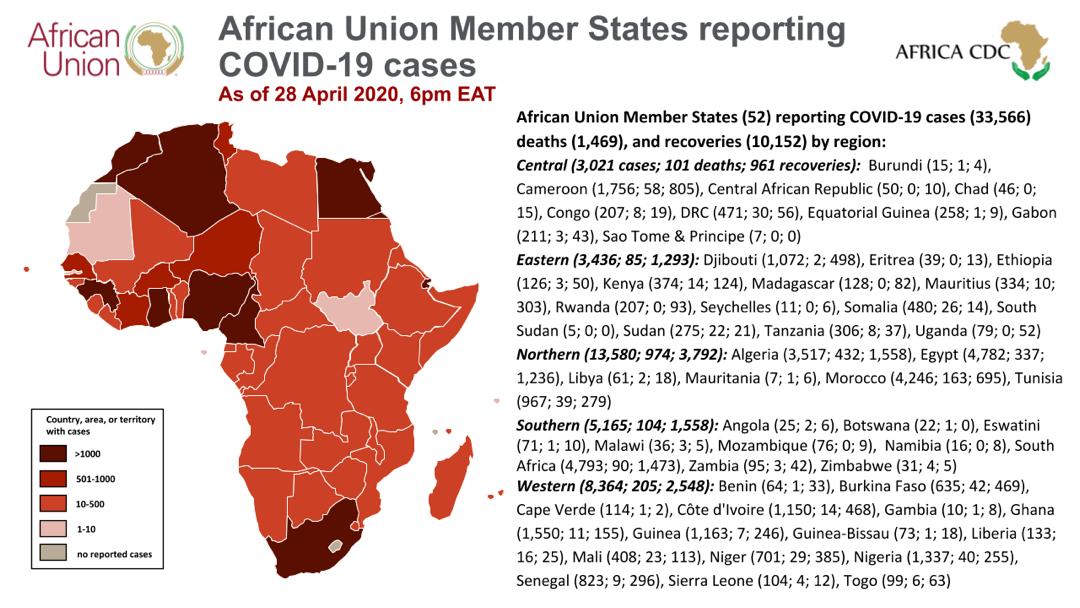 African
Union
African Union Member States reporting
COVID-19 cases
As of 28 April 2020, 6pm EAT
AFRICA CDC
African Union Member States (52) reporting COVID-19 cases (33,566)
deaths (1,469), and recoveries (10,152) by region:
Central (3,021 cases; 101 deaths; 961 recoveries): Burundi (15; 1; 4),
Cameroon (1,756; 58; 805), Central African Republic (50; 0; 10), Chad (46; 0;
15), Congo (207; 8; 19), DRC (471; 30; 56), Equatorial Guinea (258; 1; 9), Gabon
(211; 3; 43), Sao Tome & Principe (7; 0; 0)
Eastern (3,436; 85; 1,293): Djibouti (1,072; 2; 498), Eritrea (39; 0; 13), Ethiopia
(126; 3; 50), Kenya (374; 14; 124), Madagascar (128; 0; 82), Mauritius (334; 10;
303), Rwanda (207; 0; 93), Seychelles (11; 0; 6), Somalia (480; 26; 14), South
Sudan (5; 0; 0), Sudan (275; 22; 21), Tanzania (306; 8; 37), Uganda (79; 0; 52)
Northern (13,580; 974; 3,792): Algeria (3,517; 432; 1,558), Egypt (4,782; 337;
1,236), Libya (61; 2; 18), Mauritania (7; 1; 6), Morocco (4,246; 163; 695), Tunisia
(967; 39; 279)
Southern (5,165; 104; 1,558): Angola (25; 2; 6), Botswana (22; 1; 0), Eswatini
(71; 1; 10), Malawi (36; 3; 5), Mozambique (76; 0; 9), Namibia (16; 0; 8), South
Africa (4,793; 90; 1,473), Zambia (95; 3; 42), Zimbabwe (31; 4; 5)
Western (8,364; 205; 2,548): Benin (64; 1; 33), Burkina Faso (635; 42; 469),
Cape Verde (114; 1; 2), Côte d'Ivoire (1,150; 14; 468), Gambia (10; 1; 8), Ghana
(1,550; 11; 155), Guinea (1,163; 7; 246), Guinea-Bissau (73; 1; 18), Liberia (133;
16; 25), Mali (408; 23; 113), Niger (701; 29; 385), Nigeria (1,337; 40; 255),
Senegal (823; 9; 296), Sierra Leone (104; 4; 12), Togo (99; 6; 63)
Country, area, or territory
with cases
>1000
501-1000
10-500
1-10
no reported cases